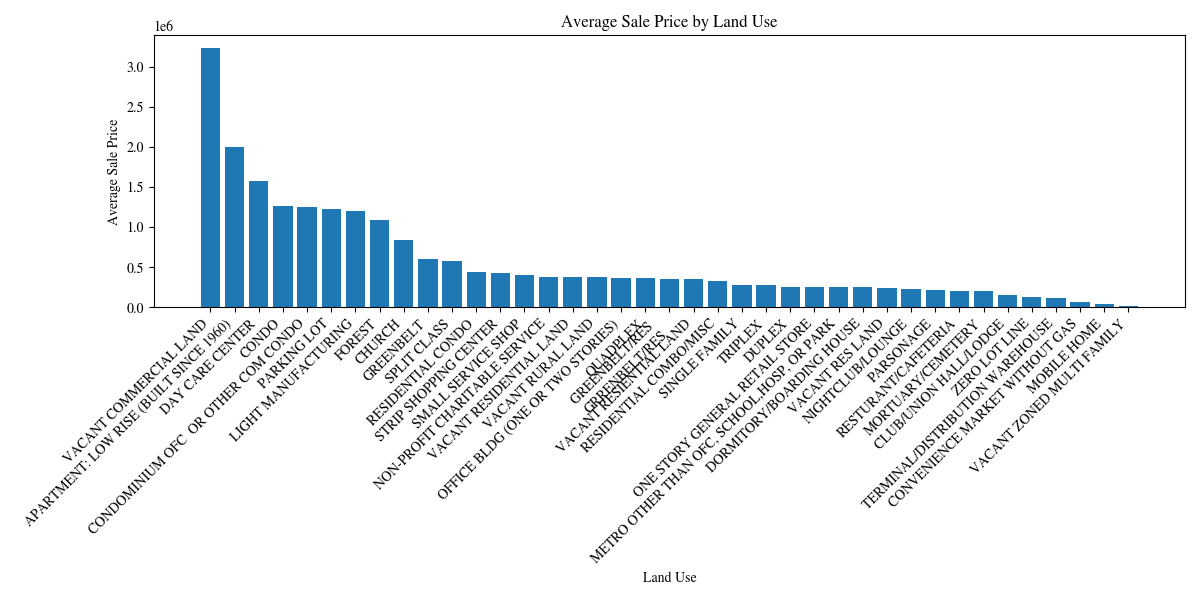 Average Sale Price by Land Use
1e6
3.0
2.5
2.0
1.5
1.0
0.5
0.0
Average Sale Price
VACANT COMMERCIAL LAND
APARTMENT: LOW RISE (BUILT SINCE 1960)
DAY CARE CENTER
CONDO
CONDOMINIUM OFC  OR OTHER COM CONDO
PARKING LOT
LIGHT MANUFACTURING
FOREST
CHURCH
GREENBELT
SPLIT CLASS
RESIDENTIAL CONDO
STRIP SHOPPING CENTER
SMALL SERVICE SHOP
NON-PROFIT CHARITABLE SERVICE
VACANT RESIDENTIAL LAND
VACANT RURAL LAND
OFFICE BLDG (ONE OR TWO STORIES)
QUADPLEX
GREENBELT/RES
GRRENBELT/RES
VACANT RESIENTIAL LAND
RESIDENTIAL COMBO/MISC
SINGLE FAMILY
TRIPLEX
DUPLEX
ONE STORY GENERAL RETAIL STORE
METRO OTHER THAN OFC, SCHOOL,HOSP, OR PARK
DORMITORY/BOARDING HOUSE
VACANT RES LAND
NIGHTCLUB/LOUNGE
PARSONAGE
RESTURANT/CAFETERIA
MORTUARY/CEMETERY
CLUB/UNION HALL/LODGE
ZERO LOT LINE
TERMINAL/DISTRIBUTION WAREHOUSE
CONVENIENCE MARKET WITHOUT GAS
MOBILE HOME
VACANT ZONED MULTI FAMILY
Land Use